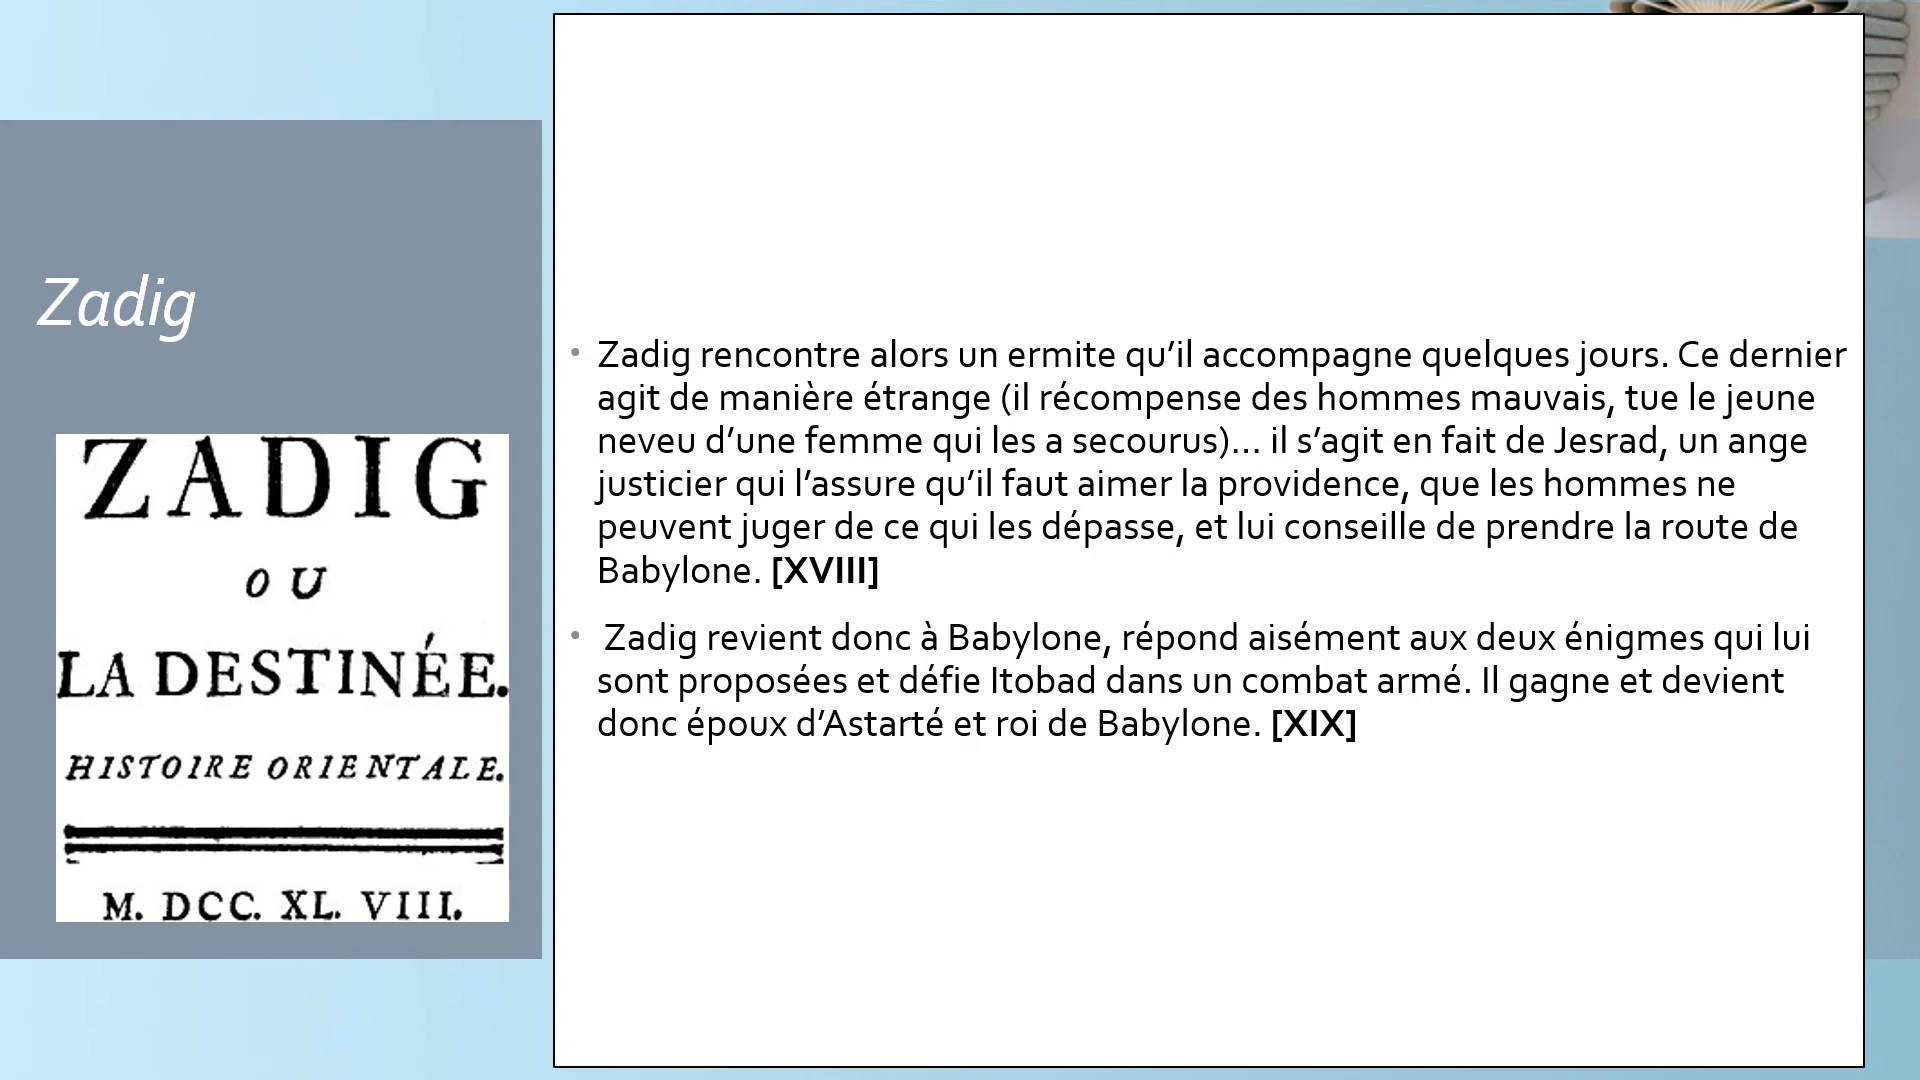 Zadig
ZADIG
OU
LA DESTINÉE.
HISTOIRE ORIENTALE.
M. DCC. XL. VIII.
• Zadig rencontre alors un ermite qu’il accompagne quelques jours. Ce dernier
agit de manière étrange (il récompense des hommes mauvais, tue le jeune
neveu d’une femme qui les a secourus)… il s’agit en fait de Jesrad, un ange
justicier qui l’assure qu’il faut aimer la providence, que les hommes ne
peuvent juger de ce qui les dépasse, et lui conseille de prendre la route de
Babylone. [XVIII]
• Zadig revient donc à Babylone, répond aisément aux deux énigmes qui lui
sont proposées et défie Itobad dans un combat armé. Il gagne et devient
donc époux d’Astarté et roi de Babylone. [XIX]